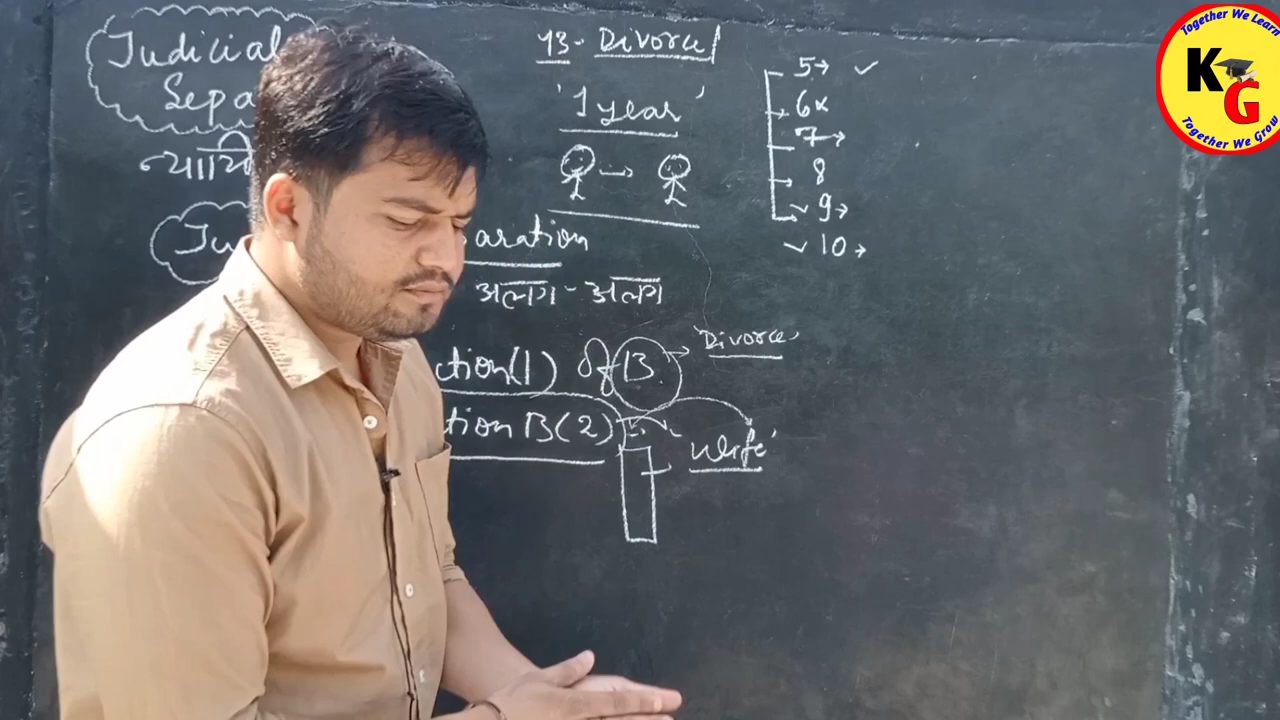 Judicial
Sepa
न्यायि
Ju
aration
अलग-अलग
ction(1) Of 13
tion 13(2)
13- Divorce
'1 year'
5→ ✓
6×
7→
8
✓ 9→
✓ 10→
'Divorce'
Wife'
Together We Learn
KG
Together We Grow